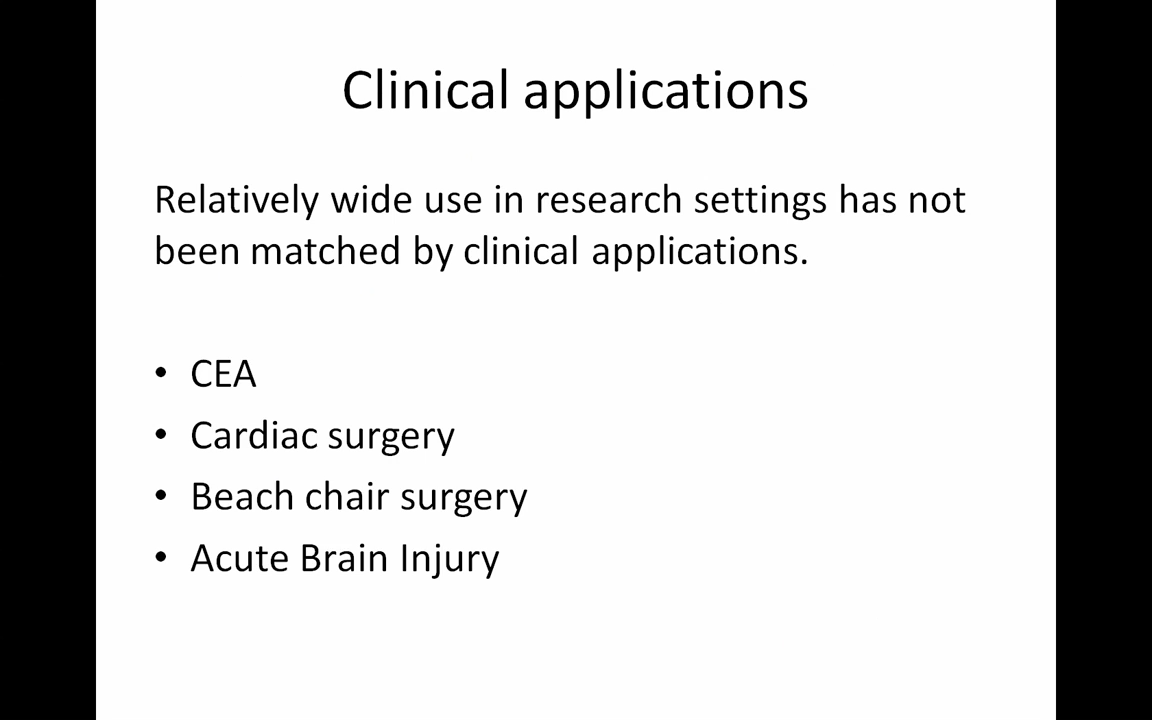 Clinical applications
Relatively wide use in research settings has not
been matched by clinical applications.
• CEA
• Cardiac surgery
• Beach chair surgery
• Acute Brain Injury